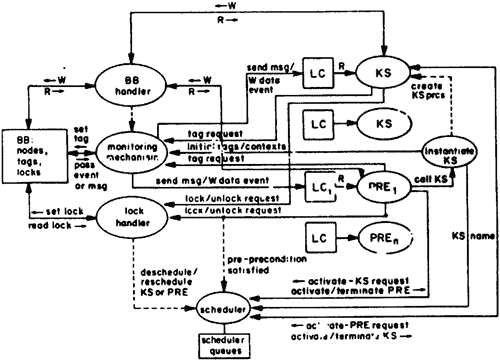 ← W
R →
← W
R →
BB
handler
← W
R →
send msg/
W data
event
LC
R
KS
create
KS prcs
set
tag
BB:
nodes,
tags,
locks
monitoring
mechanism
tag request
Initial tags/contexts
tag request
LC
KS
Instantiate
KS
pass
event or msg
send msg/W data event
LC₁
R
PRE₁
call KS
← set lock
read lock →
lock
handler
lock/unlock request
lock/unlock request
KS name
LC
PREn
pre-precondition
satisfied
deschedule/
reschedule
KS or PRE
← activate-KS request
activate/terminate PRE →
scheduler
← activate-PRE request
activate/terminate KS →
scheduler
queues